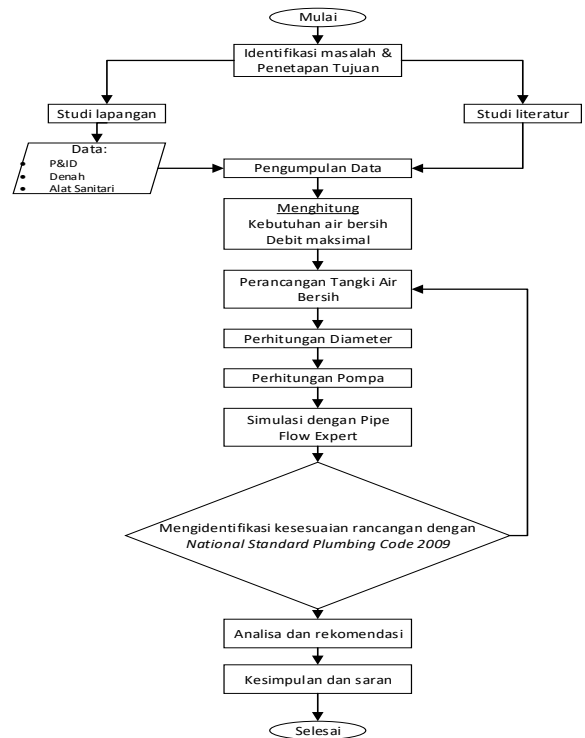 Mulai
Identifikasi masalah &
Penetapan Tujuan
Studi lapangan
Studi literatur
Data:
• P&ID
• Denah
• Alat Sanitari
Pengumpulan Data
Menghitung
Kebutuhan air bersih
Debit maksimal
Perancangan Tangki Air
Bersih
Perhitungan Diameter
Perhitungan Pompa
Simulasi dengan Pipe
Flow Expert
Mengidentifikasi kesesuaian rancangan dengan
National Standard Plumbing Code 2009
Analisa dan rekomendasi
Kesimpulan dan saran
Selesai